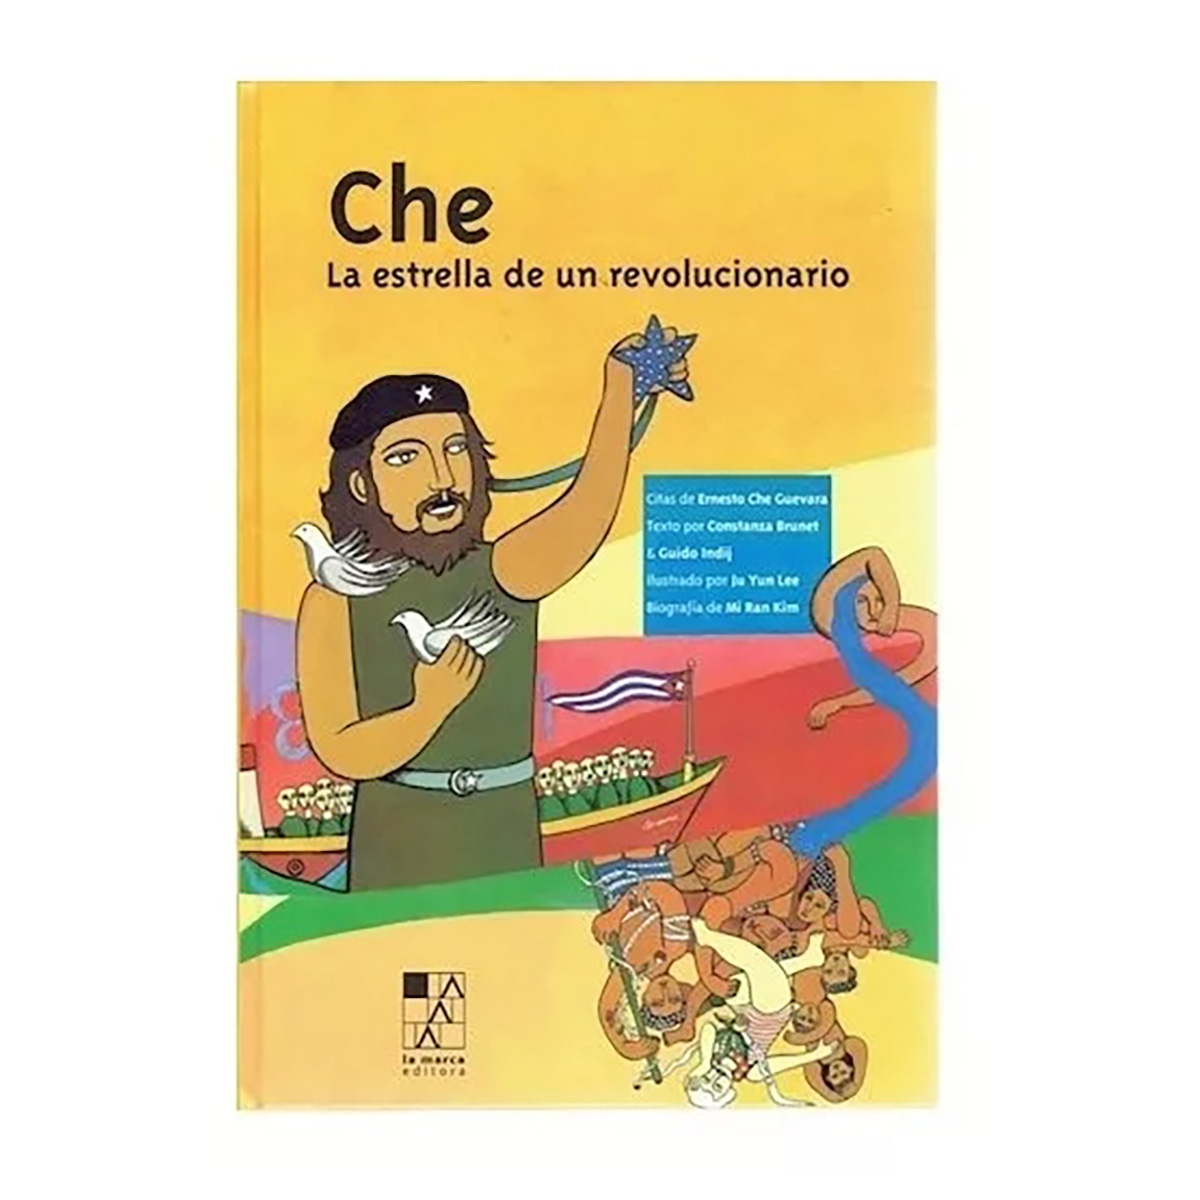 Che
La estrella de un revolucionario
Citas de Ernesto Che Guevara
Texto por Constanza Brunet
& Guido Indij
Ilustrado por Ju Yun Lee
Biografía de Mi Ran Kim
la marca
editora